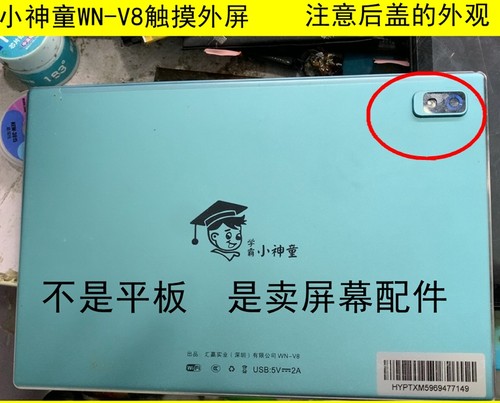 小神童WN-V8触摸外屏
注意后盖的外观
183°
学霸小神童
不是平板 是卖屏幕配件
出品：汇赢实业（深圳）有限公司 WN-V8
WiFi
USB:5V⎓2A
HYPTXM5969477149